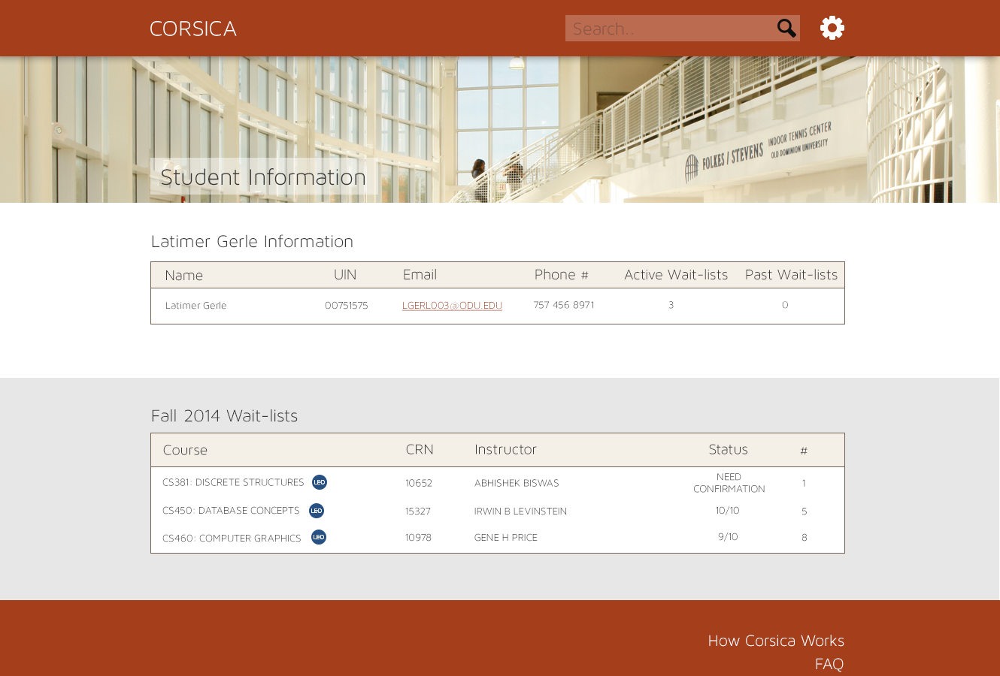 CORSICA
Search..
FOLKES / STEVENS
INDOOR TENNIS CENTER
OLD DOMINION UNIVERSITY
Student Information
Latimer Gerle Information
Name UIN Email Phone # Active Wait-lists Past Wait-lists
Latimer Gerle 00751575 LGERL003@ODU.EDU 757 456 8971 3 0
Fall 2014 Wait-lists
Course CRN Instructor Status #
CS381: DISCRETE STRUCTURES LEO 10652 ABHISHEK BISWAS NEED CONFIRMATION 1
CS450: DATABASE CONCEPTS LEO 15327 IRWIN B LEVINSTEIN 10/10 5
CS460: COMPUTER GRAPHICS LEO 10978 GENE H PRICE 9/10 8
How Corsica Works
FAQ